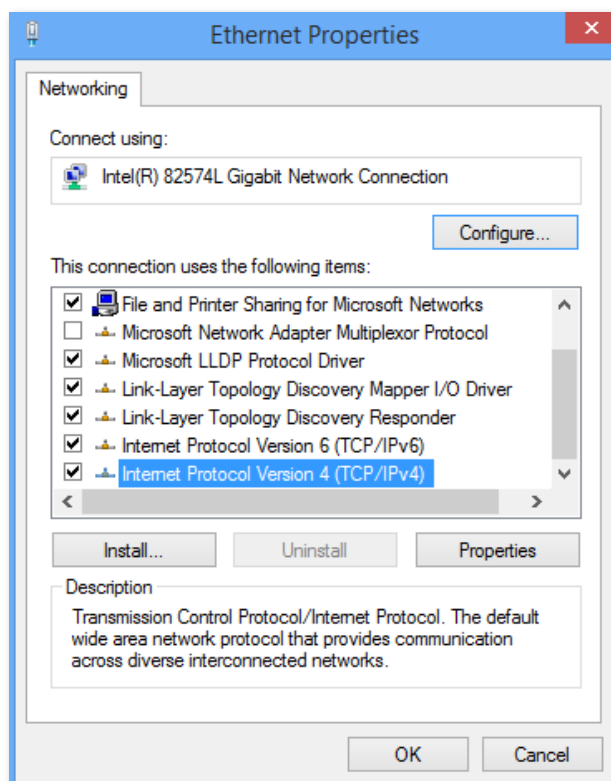 Ethernet Properties
Networking
Connect using:
Intel(R) 82574L Gigabit Network Connection
Configure...
This connection uses the following items:
File and Printer Sharing for Microsoft Networks
Microsoft Network Adapter Multiplexor Protocol
Microsoft LLDP Protocol Driver
Link-Layer Topology Discovery Mapper I/O Driver
Link-Layer Topology Discovery Responder
Internet Protocol Version 6 (TCP/IPv6)
Internet Protocol Version 4 (TCP/IPv4)
Install...
Uninstall
Properties
Description
Transmission Control Protocol/Internet Protocol. The default
wide area network protocol that provides communication
across diverse interconnected networks.
OK
Cancel